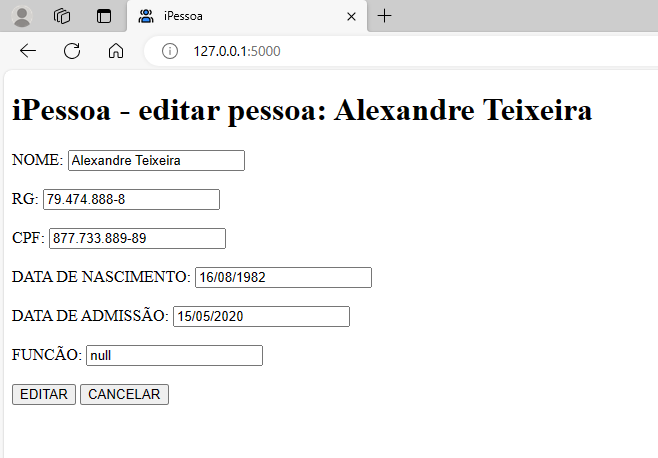 iPessoa
127.0.0.1:5000
iPessoa - editar pessoa: Alexandre Teixeira
NOME: Alexandre Teixeira
RG: 79.474.888-8
CPF: 877.733.889-89
DATA DE NASCIMENTO: 16/08/1982
DATA DE ADMISSÃO: 15/05/2020
FUNCÃO: null
EDITAR CANCELAR